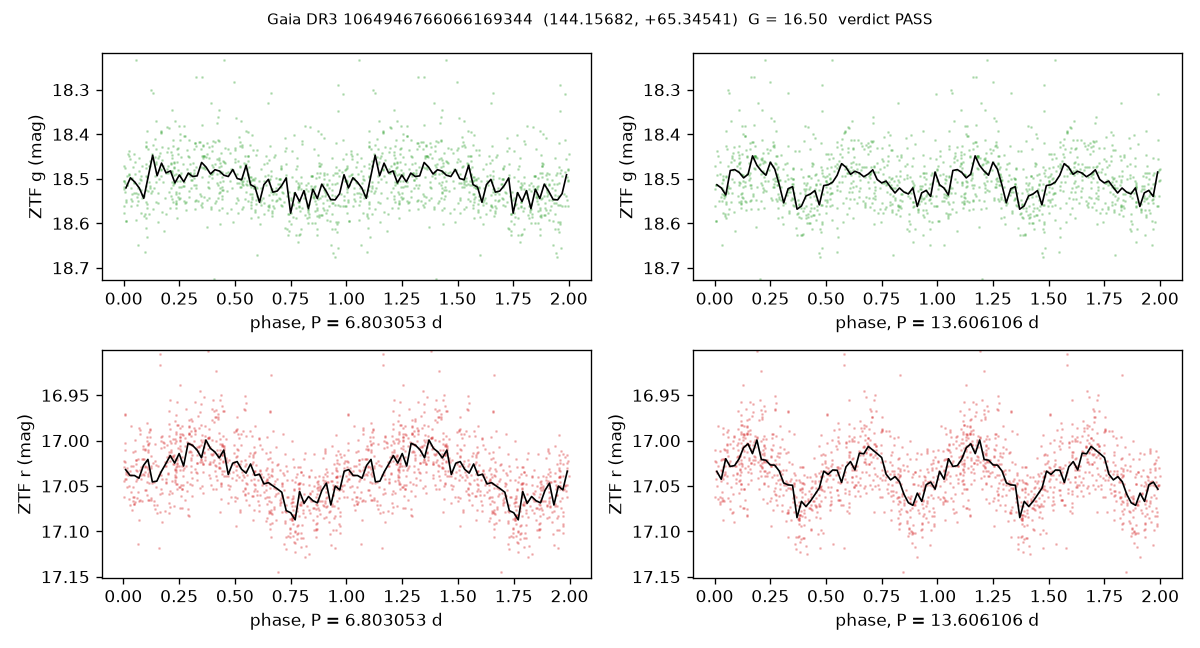 Gaia DR3 1064946766066169344  (144.15682, +65.34541)  G = 16.50  verdict PASS
ZTF g (mag)
18.3
18.4
18.5
18.6
18.7
0.00 0.25 0.50 0.75 1.00 1.25 1.50 1.75 2.00
phase, P = 6.803053 d
ZTF g (mag)
18.3
18.4
18.5
18.6
18.7
0.00 0.25 0.50 0.75 1.00 1.25 1.50 1.75 2.00
phase, P = 13.606106 d
ZTF r (mag)
16.95
17.00
17.05
17.10
17.15
0.00 0.25 0.50 0.75 1.00 1.25 1.50 1.75 2.00
phase, P = 6.803053 d
ZTF r (mag)
16.95
17.00
17.05
17.10
17.15
0.00 0.25 0.50 0.75 1.00 1.25 1.50 1.75 2.00
phase, P = 13.606106 d